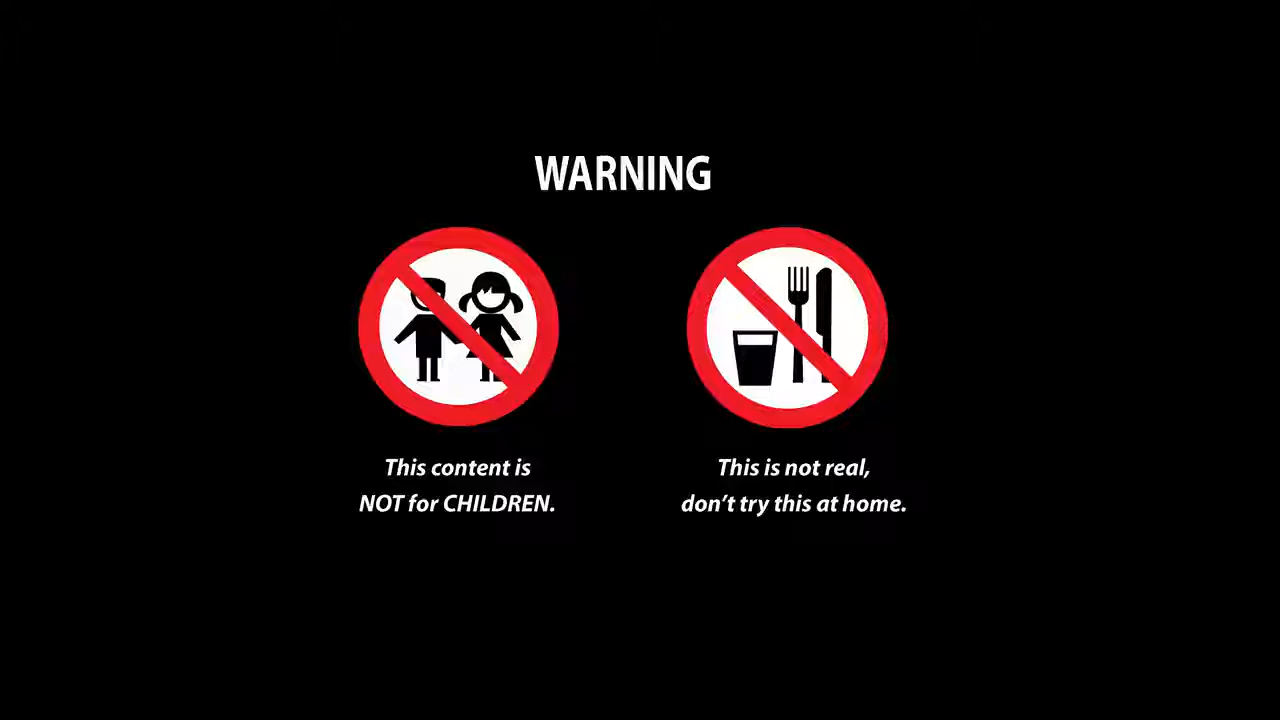 WARNING
This content is
NOT for CHILDREN.
This is not real,
don’t try this at home.